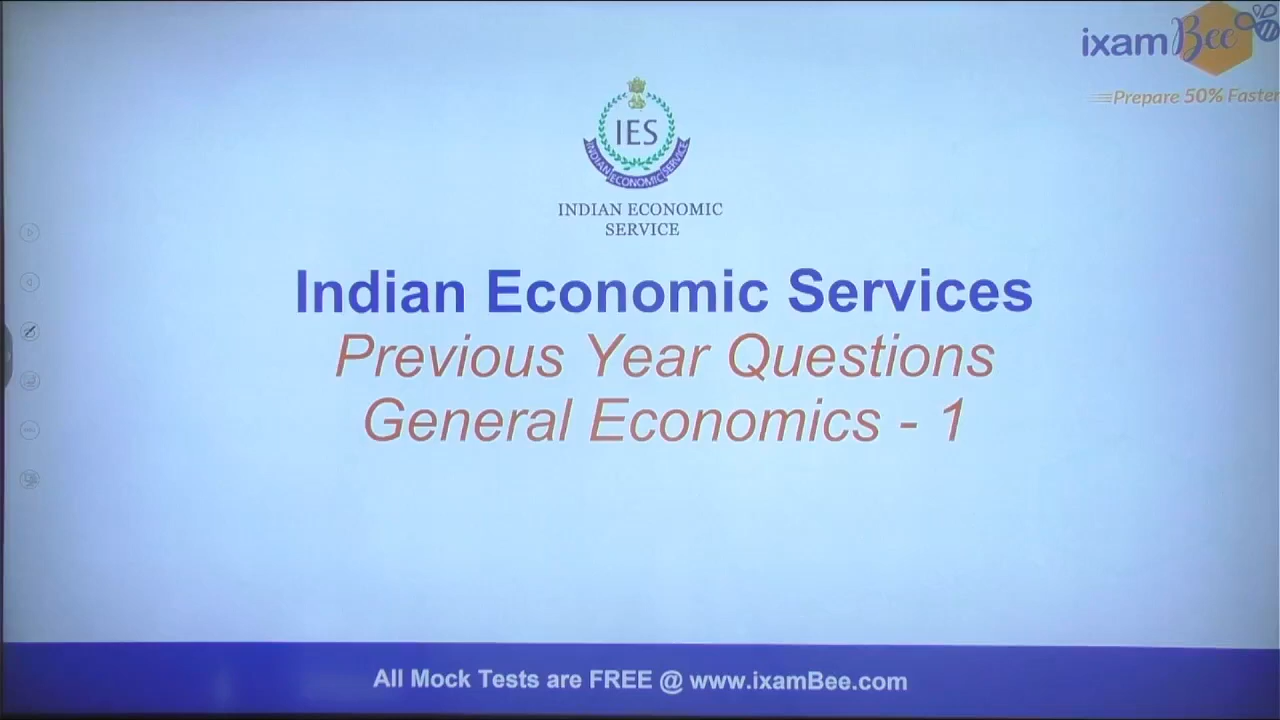 ixamBee
Prepare 50% Faster
IES
INDIAN ECONOMIC SERVICE
INDIAN ECONOMIC
SERVICE
Indian Economic Services
Previous Year Questions
General Economics - 1
All Mock Tests are FREE @ www.ixamBee.com